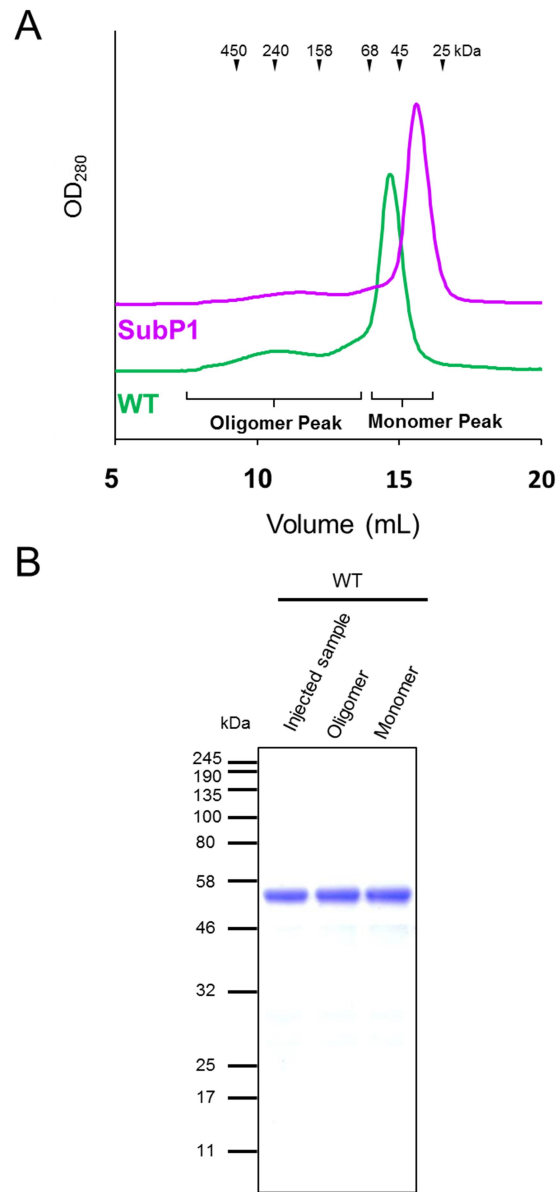 A
450 240 158 68 45 25 kDa
OD280
SubP1
WT
Oligomer Peak Monomer Peak
5 10 15 20
Volume (mL)
B
WT
Injected sample
Oligomer
Monomer
kDa
245
190
135
100
80
58
46
32
25
17
11